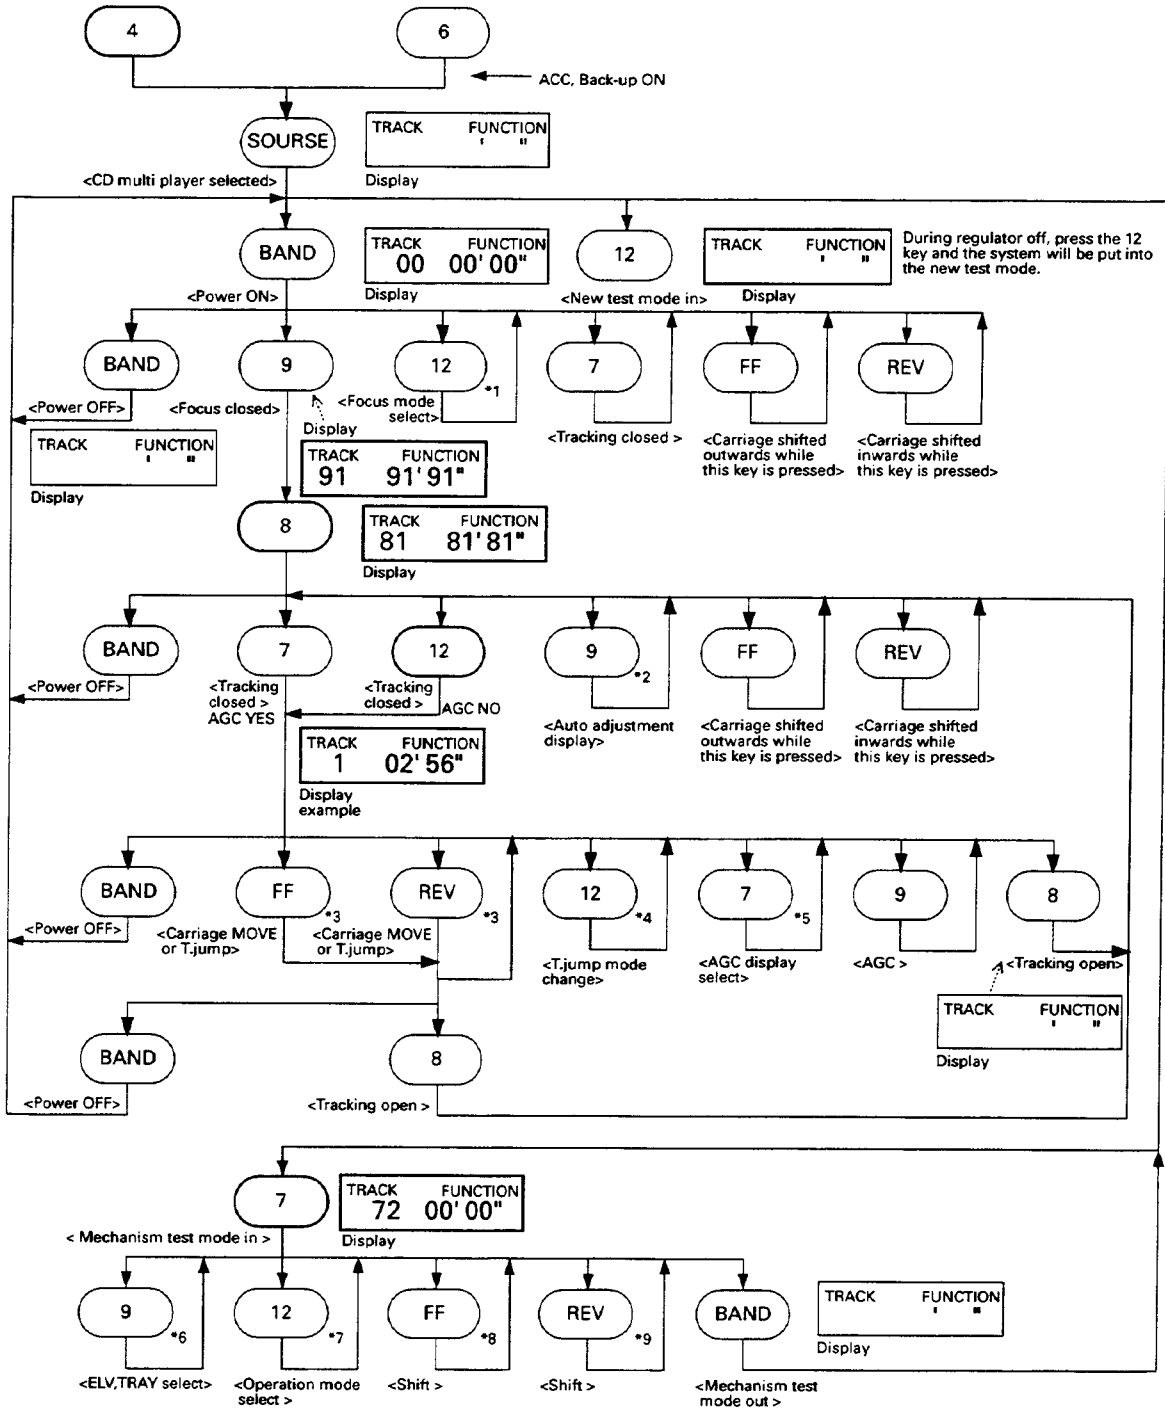 4
6
ACC, Back-up ON
SOURSE
TRACK FUNCTION
' "
<CD multi player selected>
Display
BAND
TRACK FUNCTION
00 00' 00"
Display
12
TRACK FUNCTION
' "
During regulator off, press the 12
key and the system will be put into
the new test mode.
<Power ON>
<New test mode in>
Display
BAND
9
12
*1
7
FF
REV
<Power OFF>
<Focus closed>
<Focus mode
select>
Display
<Tracking closed >
<Carriage shifted
outwards while
this key is pressed>
<Carriage shifted
inwards while
this key is pressed>
TRACK FUNCTION
' "
Display
TRACK FUNCTION
91 91' 91"
8
TRACK FUNCTION
81 81' 81"
Display
BAND
7
12
9
*2
FF
REV
<Power OFF>
<Tracking
closed >
AGC YES
<Tracking
closed >
AGC NO
<Auto adjustment
display>
<Carriage shifted
outwards while
this key is pressed>
<Carriage shifted
inwards while
this key is pressed>
TRACK FUNCTION
1 02' 56"
Display
example
BAND
FF
*3
REV
*3
12
*4
7
*5
9
8
<Power OFF>
<Carriage MOVE
or T.jump>
<Carriage MOVE
or T.jump>
<T.jump mode
change>
<AGC display
select>
<AGC >
<Tracking open>
TRACK FUNCTION
' "
Display
BAND
8
<Power OFF>
<Tracking open >
7
TRACK FUNCTION
72 00' 00"
< Mechanism test mode in >
Display
9
*6
12
*7
FF
*8
REV
*9
BAND
TRACK FUNCTION
' "
Display
<ELV,TRAY select>
<Operation mode
select >
<Shift >
<Shift >
<Mechanism test
mode out >